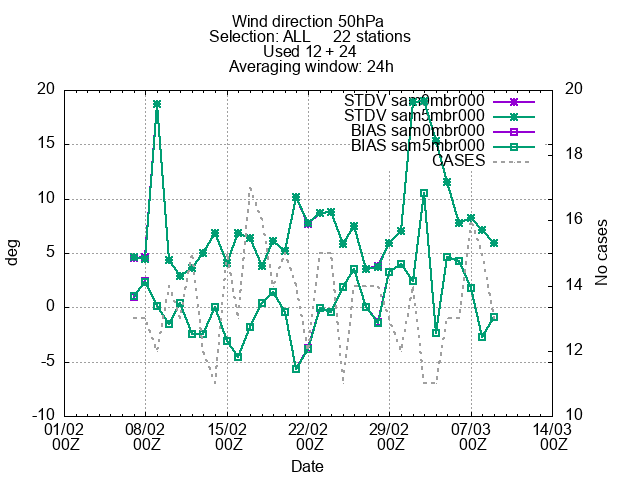 Wind direction 50hPa
Selection: ALL 22 stations
Used 12 + 24
Averaging window: 24h
STDV sam0mbr000
STDV sam5mbr000
BIAS sam0mbr000
BIAS sam5mbr000
CASES
deg
20
15
10
5
0
-5
-10
No cases
20
18
16
14
12
10
01/02 08/02 15/02 22/02 29/02 07/03 14/03
00Z 00Z 00Z 00Z 00Z 00Z 00Z
Date